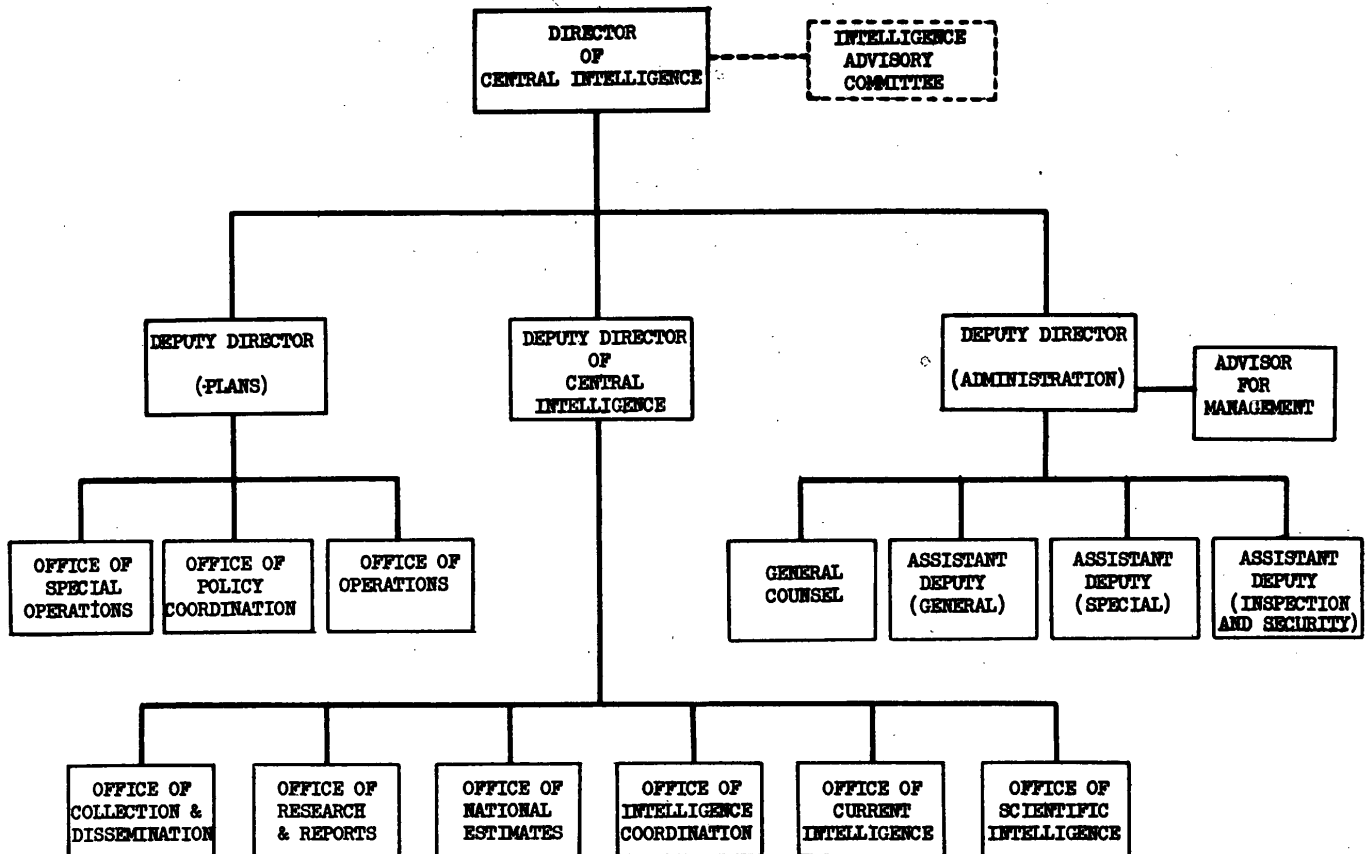 DIRECTOR
OF
CENTRAL INTELLIGENCE
INTELLIGENCE
ADVISORY
COMMITTEE
DEPUTY DIRECTOR
(PLANS)
DEPUTY DIRECTOR
OF
CENTRAL
INTELLIGENCE
DEPUTY DIRECTOR
(ADMINISTRATION)
ADVISOR
FOR
MANAGEMENT
OFFICE OF
SPECIAL
OPERATIONS
OFFICE OF
POLICY
COORDINATION
OFFICE OF
OPERATIONS
GENERAL
COUNSEL
ASSISTANT
DEPUTY
(GENERAL)
ASSISTANT
DEPUTY
(SPECIAL)
ASSISTANT
DEPUTY
(INSPECTION
AND SECURITY)
OFFICE OF
COLLECTION &
DISSEMINATION
OFFICE OF
RESEARCH
& REPORTS
OFFICE OF
NATIONAL
ESTIMATES
OFFICE OF
INTELLIGENCE
COORDINATION
OFFICE OF
CURRENT
INTELLIGENCE
OFFICE OF
SCIENTIFIC
INTELLIGENCE